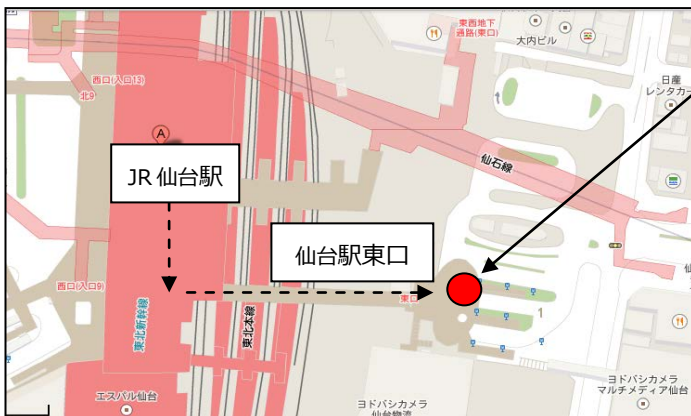 東西地下
通路(東口)
大内ビル
日産
レンタカー
西口(入口13)
北9
A
JR 仙台駅
仙石線
仙台駅東口
西口(入口9)
東口
東北新幹線
東北本線
1
仙
エスパル仙台
ヨドバシカメラ
仙台物流
ヨドバシカメラ
マルチメディア仙台